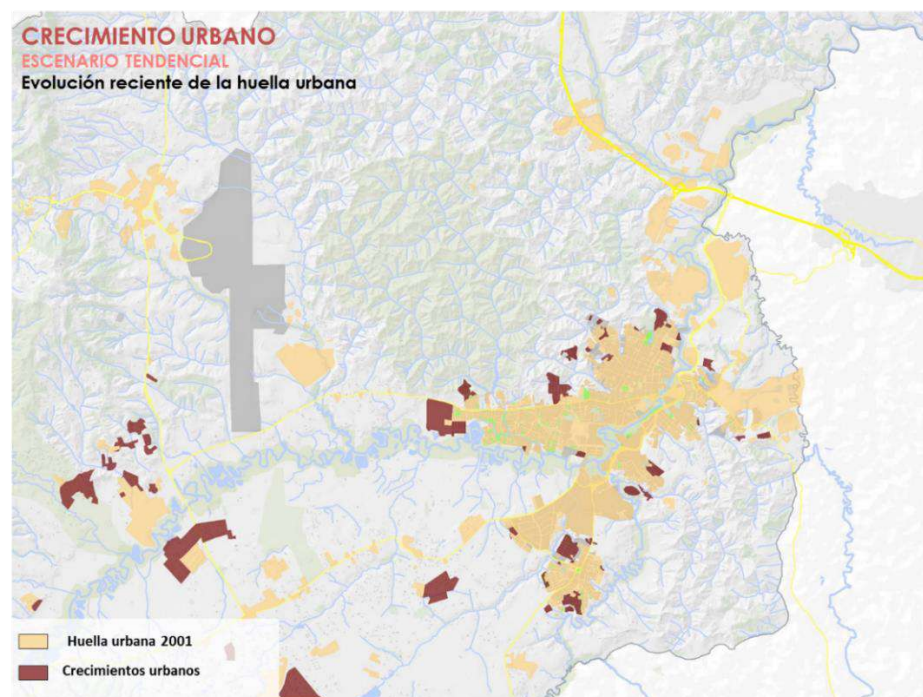 CRECIMIENTO URBANO
ESCENARIO TENDENCIAL
Evolución reciente de la huella urbana
Huella urbana 2001
Crecimientos urbanos